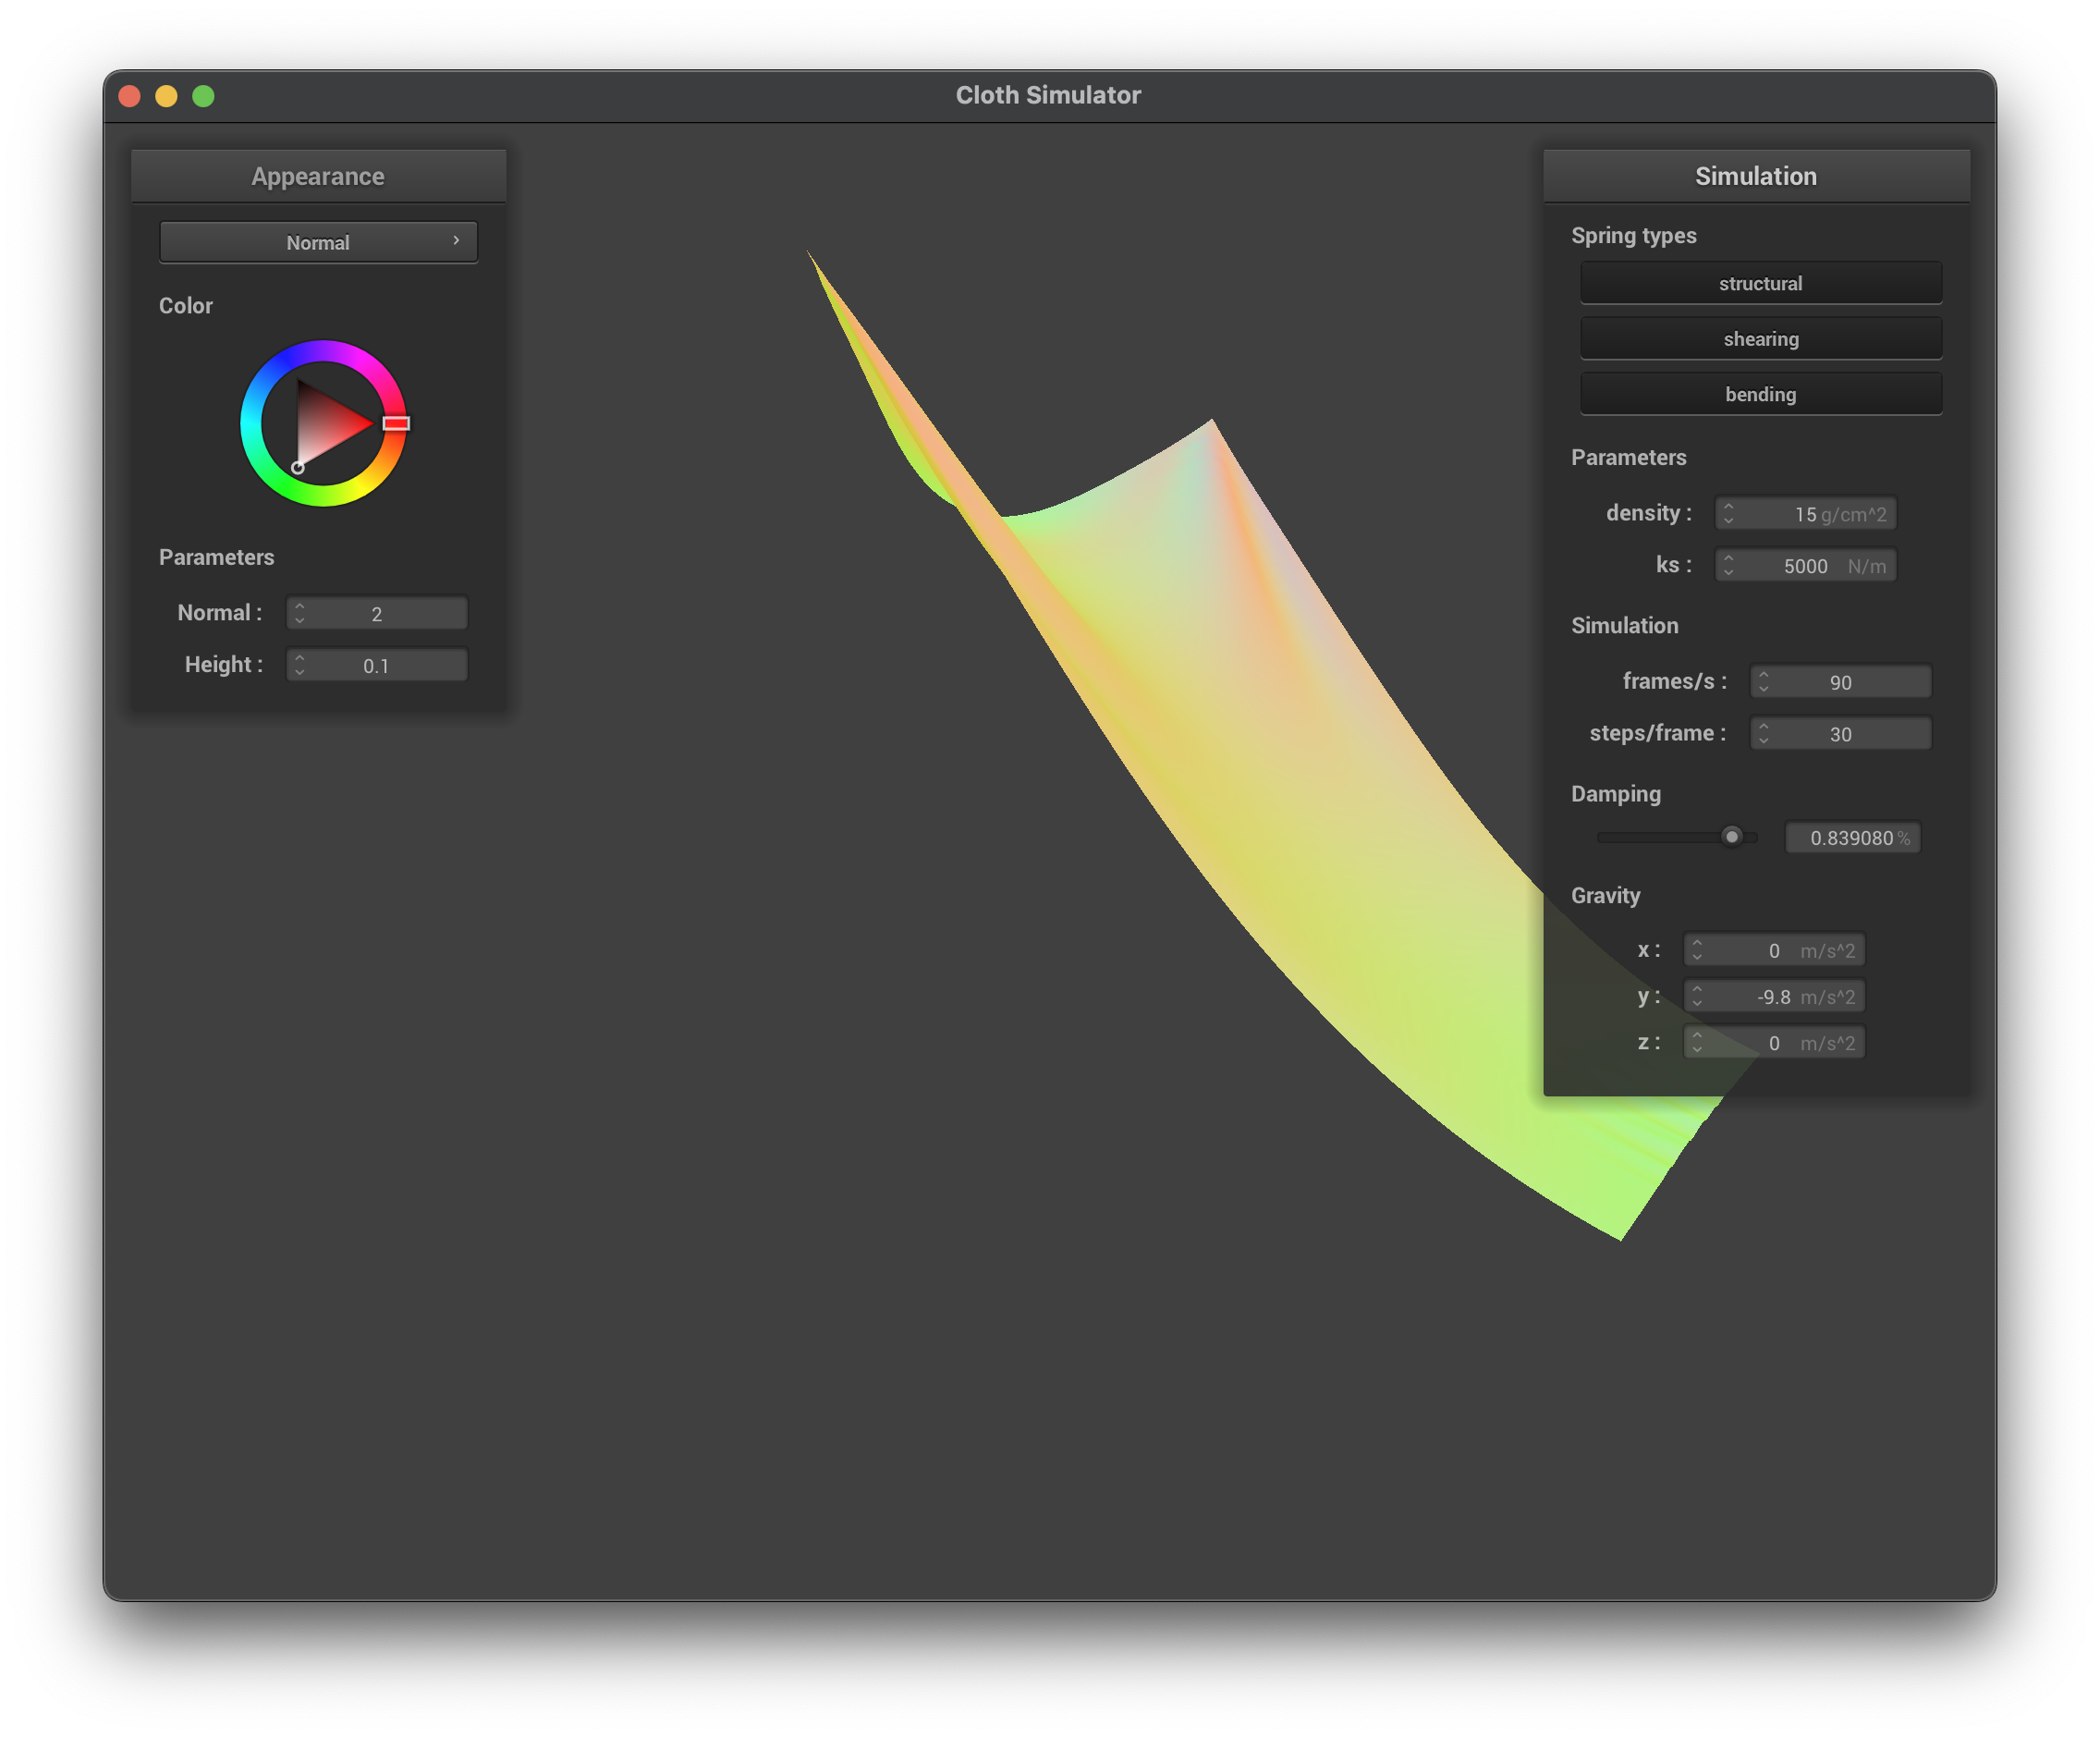 Cloth Simulator
Appearance
Normal
Color
Parameters
Normal : 2
Height : 0.1
Simulation
Spring types
structural
shearing
bending
Parameters
density : 15 g/cm^2
ks : 5000 N/m
Simulation
frames/s : 90
steps/frame : 30
Damping
0.839080 %
Gravity
x : 0 m/s^2
y : -9.8 m/s^2
z : 0 m/s^2